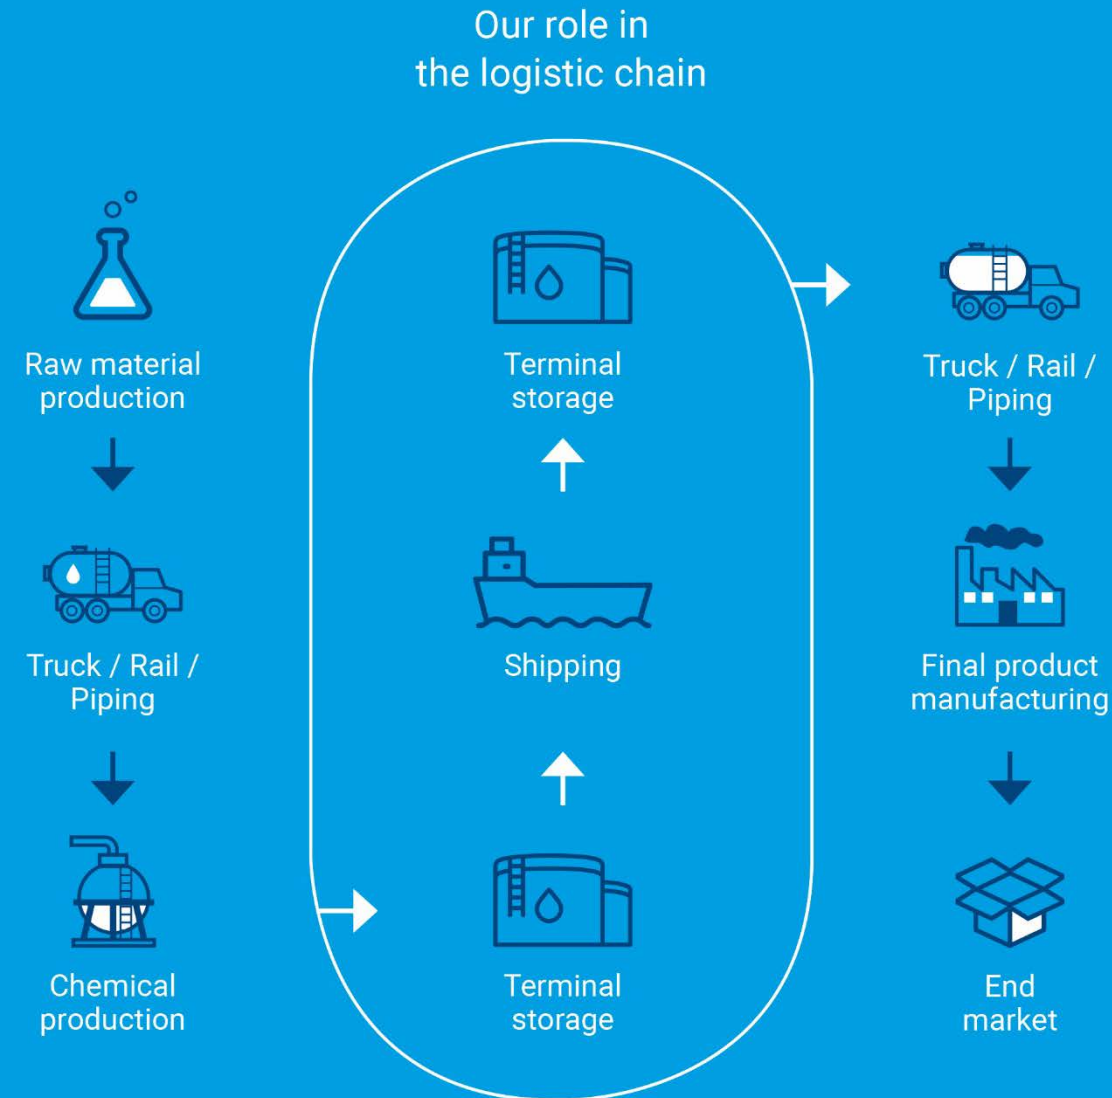 Our role in
the logistic chain
Raw material
production
Truck / Rail /
Piping
Chemical
production
Terminal
storage
Shipping
Terminal
storage
Truck / Rail /
Piping
Final product
manufacturing
End
market